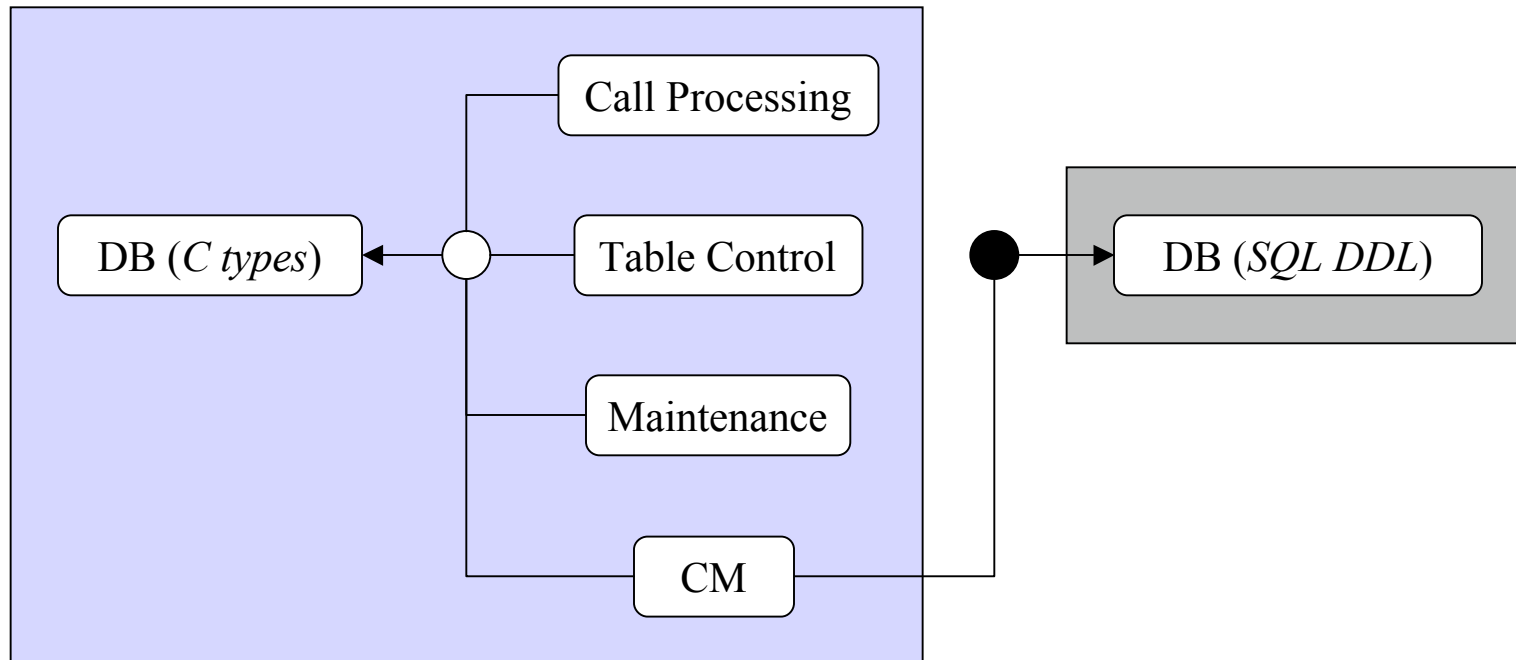 Call Processing
DB (C types)
Table Control
DB (SQL DDL)
Maintenance
CM